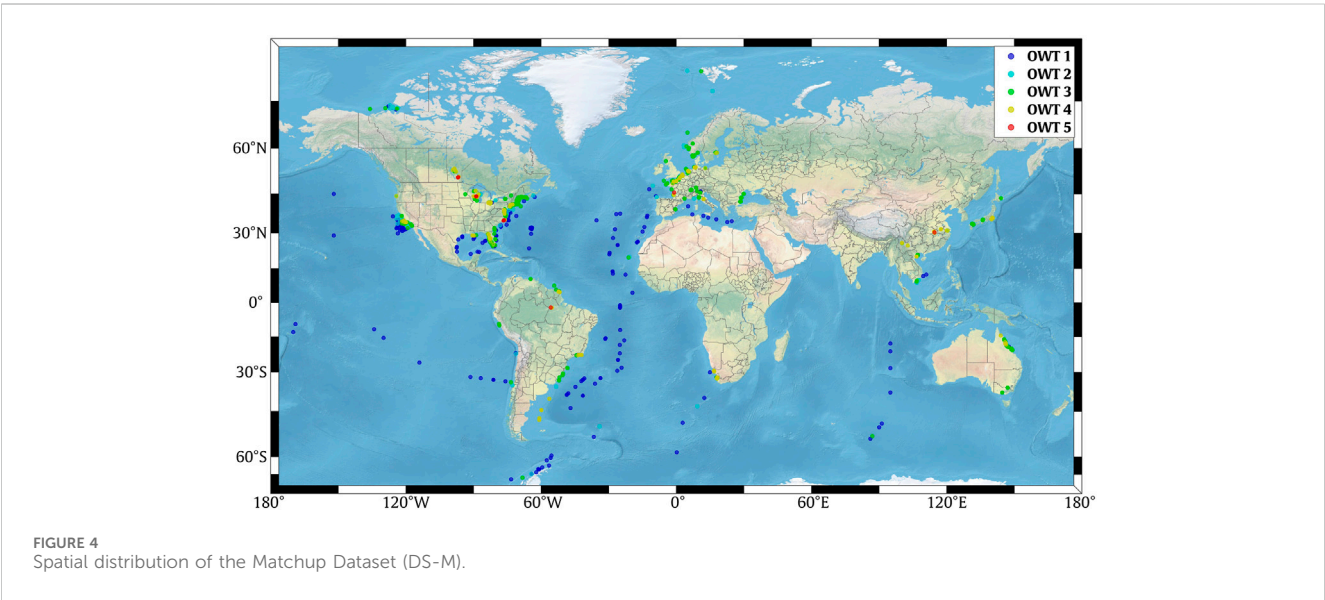 OWT 1
OWT 2
OWT 3
OWT 4
OWT 5
60°N
30°N
0°
30°S
60°S
180°
120°W
60°W
0°
60°E
120°E
180°
FIGURE 4
Spatial distribution of the Matchup Dataset (DS-M).